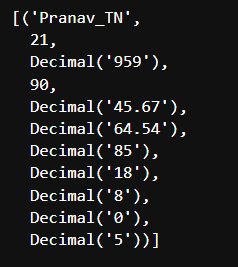 [('Pranav_TN',
21,
Decimal('959'),
90,
Decimal('45.67'),
Decimal('64.54'),
Decimal('85'),
Decimal('18'),
Decimal('8'),
Decimal('0'),
Decimal('5'))]